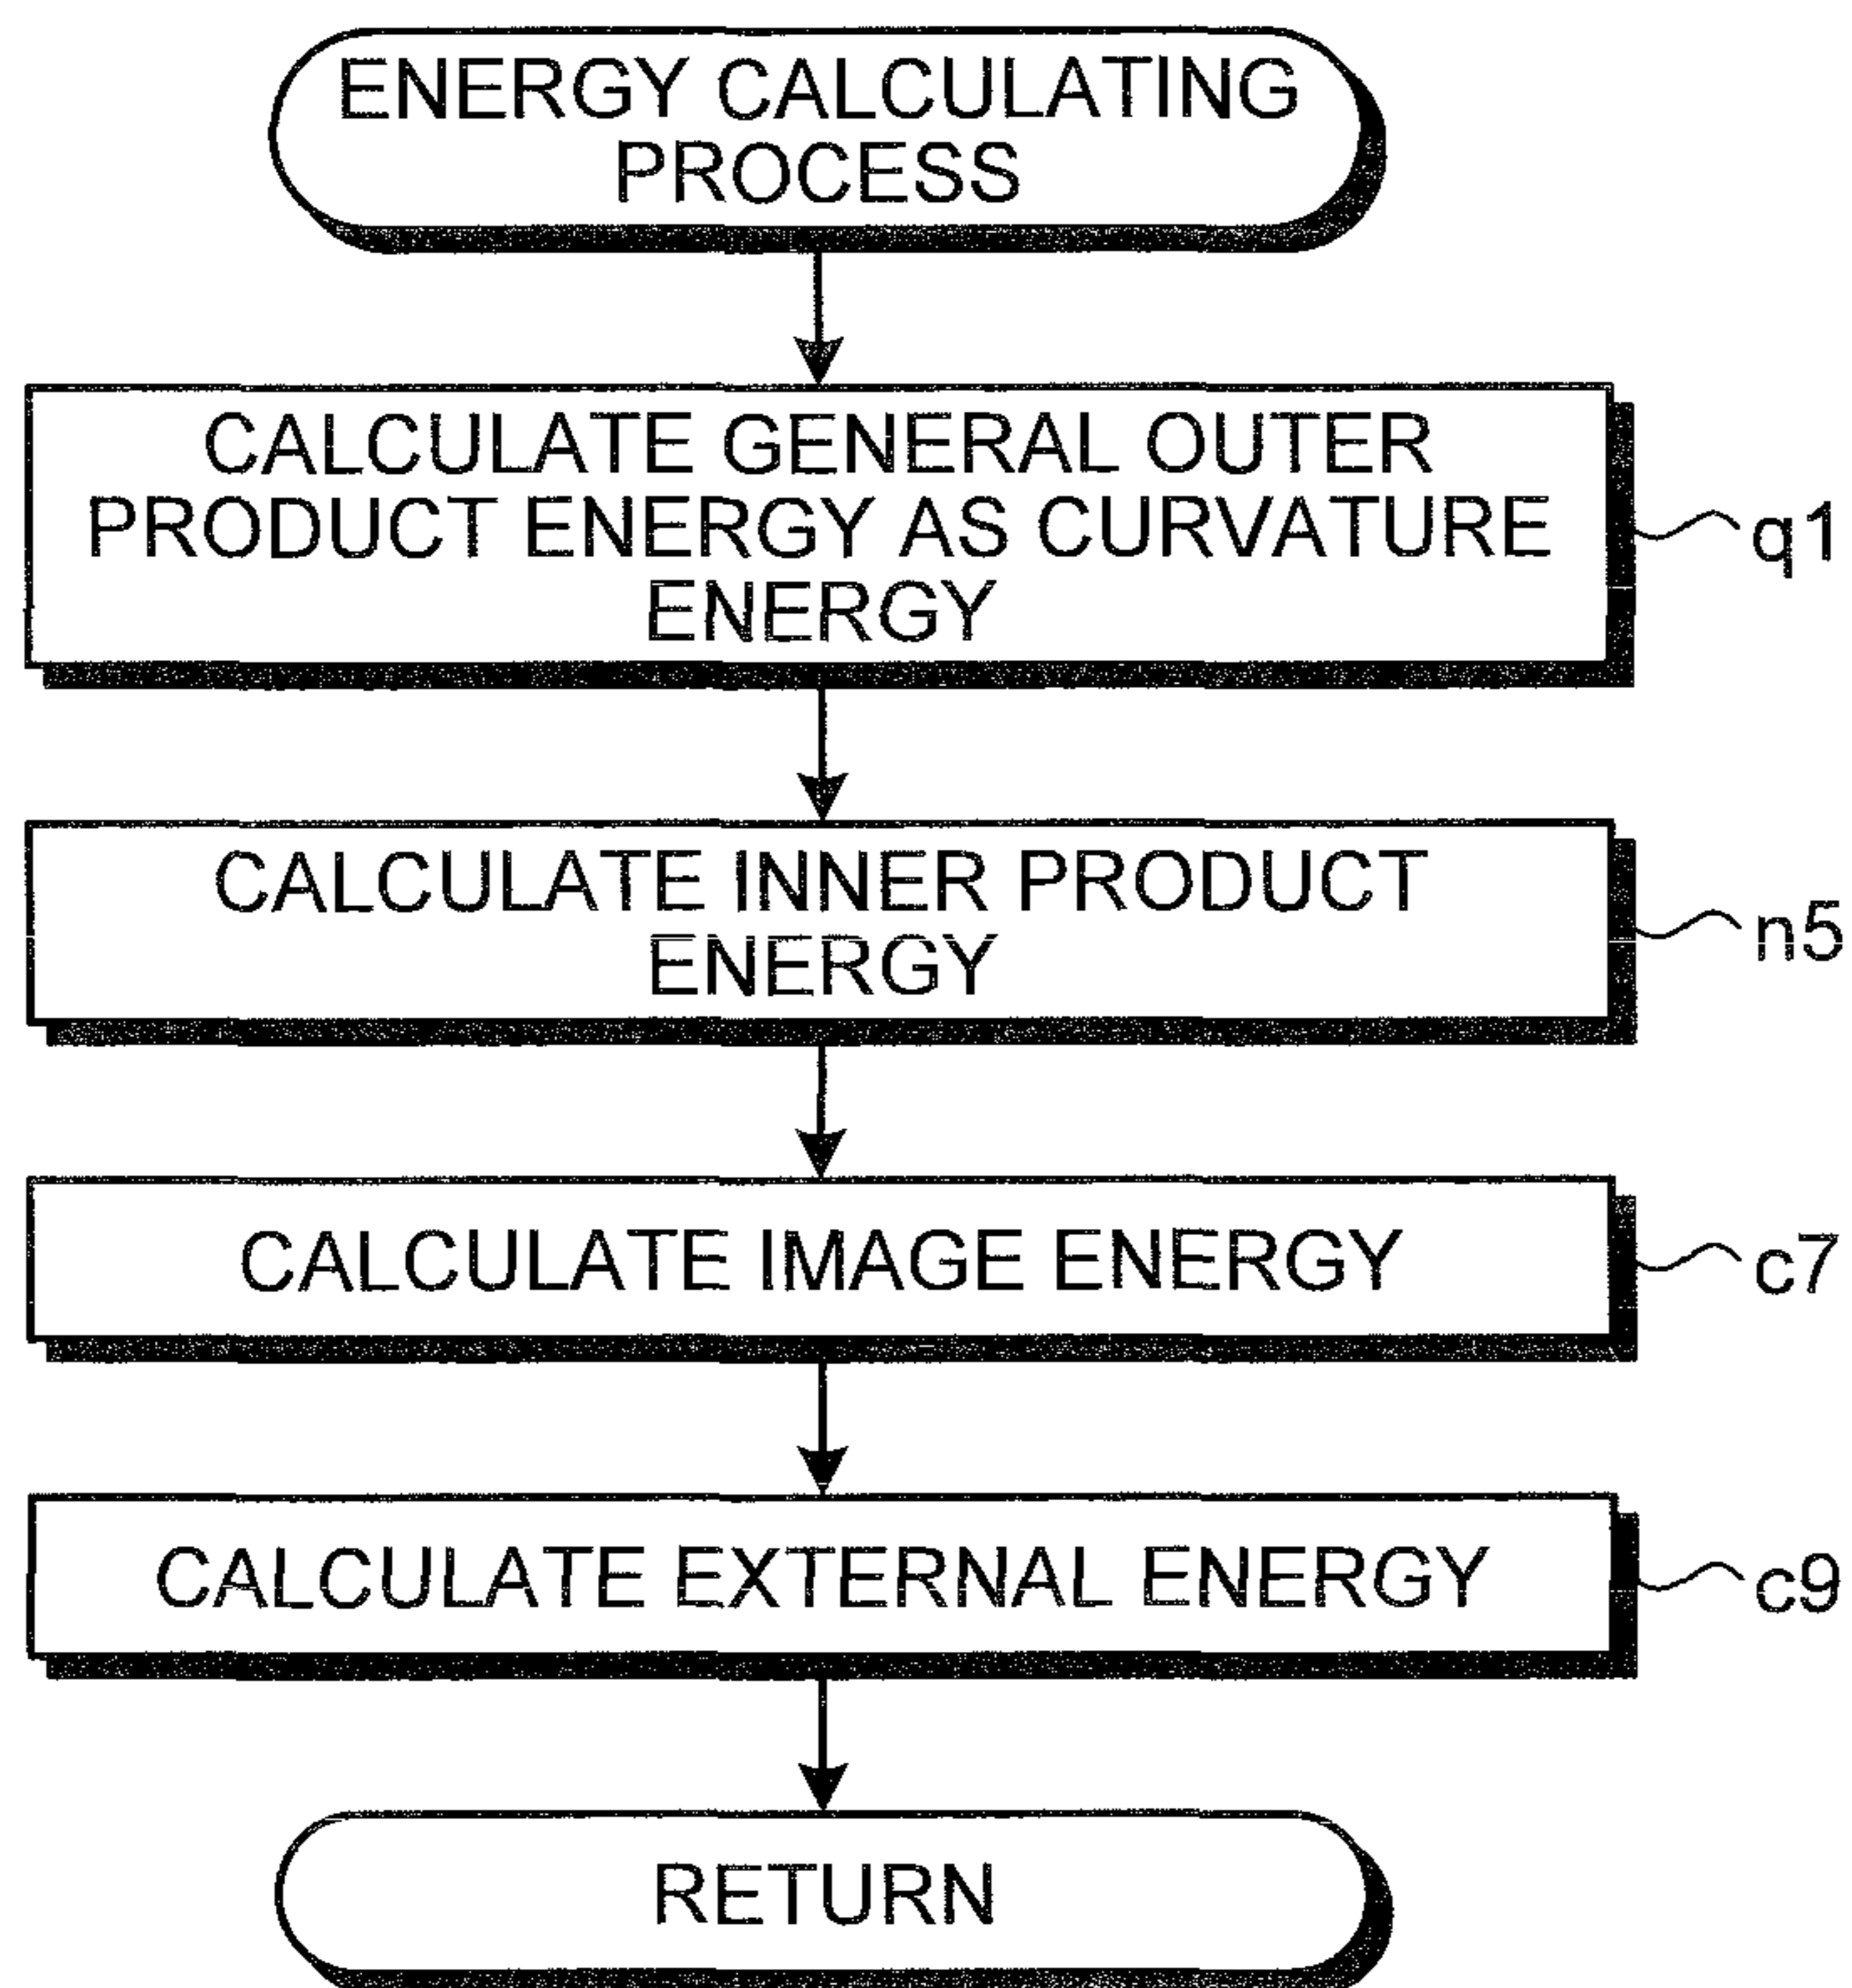 ENERGY CALCULATING
PROCESS
CALCULATE GENERAL OUTER
PRODUCT ENERGY AS CURVATURE
ENERGY
q1
CALCULATE INNER PRODUCT
ENERGY
n5
CALCULATE IMAGE ENERGY
c7
CALCULATE EXTERNAL ENERGY
c9
RETURN